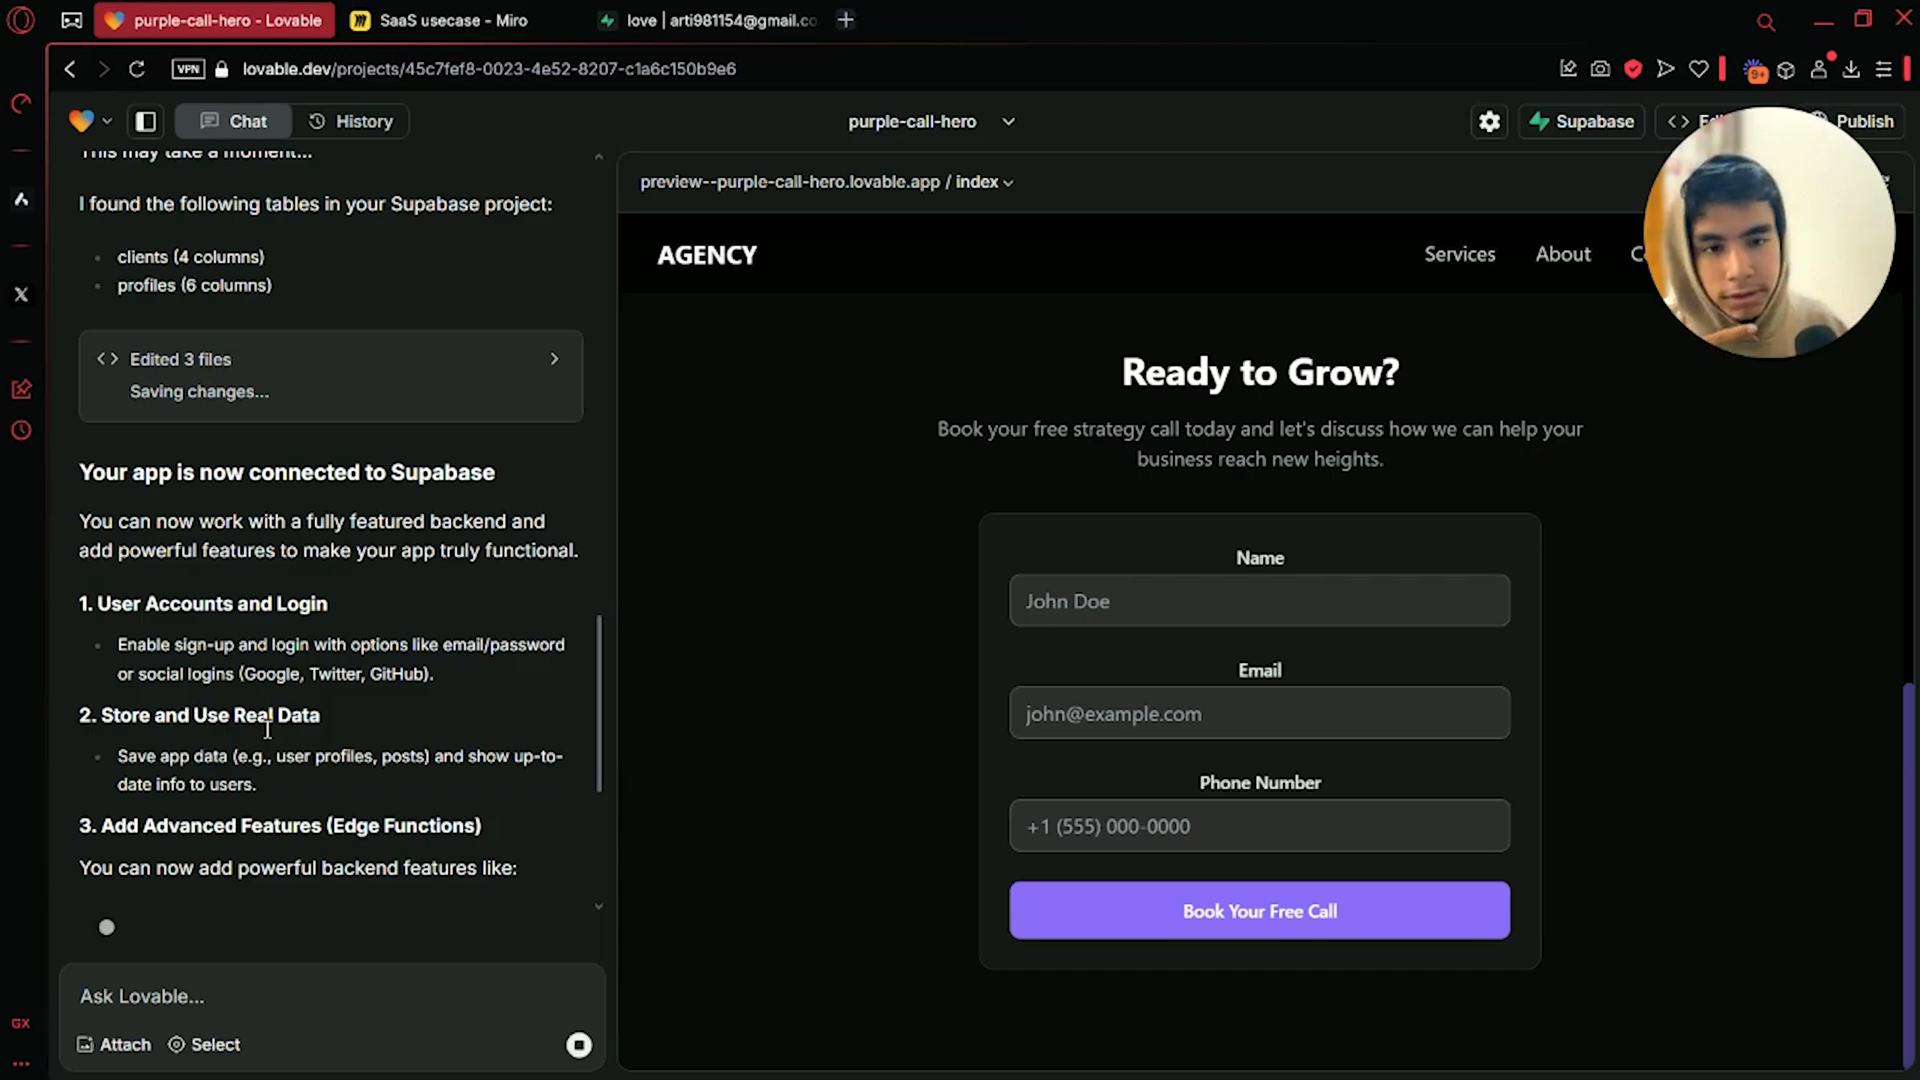 purple-call-hero - Lovable
SaaS usecase - Miro
love | arti981154@gmail.co
VPN
lovable.dev/projects/45c7fef8-0023-4e52-8207-c1a6c150b9e6
9+
Chat
History
purple-call-hero
Supabase
Publish
This may take a moment...
I found the following tables in your Supabase project:
clients (4 columns)
profiles (6 columns)
Edited 3 files
Saving changes...
Your app is now connected to Supabase
You can now work with a fully featured backend and
add powerful features to make your app truly functional.
1. User Accounts and Login
Enable sign-up and login with options like email/password
or social logins (Google, Twitter, GitHub).
2. Store and Use Real Data
Save app data (e.g., user profiles, posts) and show up-to-
date info to users.
3. Add Advanced Features (Edge Functions)
You can now add powerful backend features like:
Ask Lovable...
Attach
Select
GX
preview--purple-call-hero.lovable.app / index
AGENCY
Services
About
Ready to Grow?
Book your free strategy call today and let's discuss how we can help your
business reach new heights.
Name
John Doe
Email
john@example.com
Phone Number
+1 (555) 000-0000
Book Your Free Call